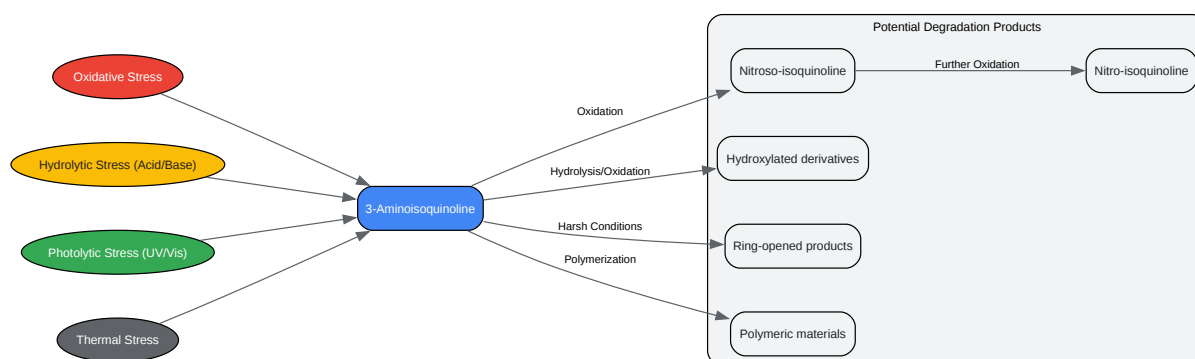 Potential Degradation Products
Oxidative Stress
Nitroso-isoquinoline
Further Oxidation
Nitro-isoquinoline
Oxidation
Hydrolytic Stress (Acid/Base)
Hydroxylated derivatives
Hydrolysis/Oxidation
3-Aminoisoquinoline
Harsh Conditions
Photolytic Stress (UV/Vis)
Ring-opened products
Polymerization
Thermal Stress
Polymeric materials